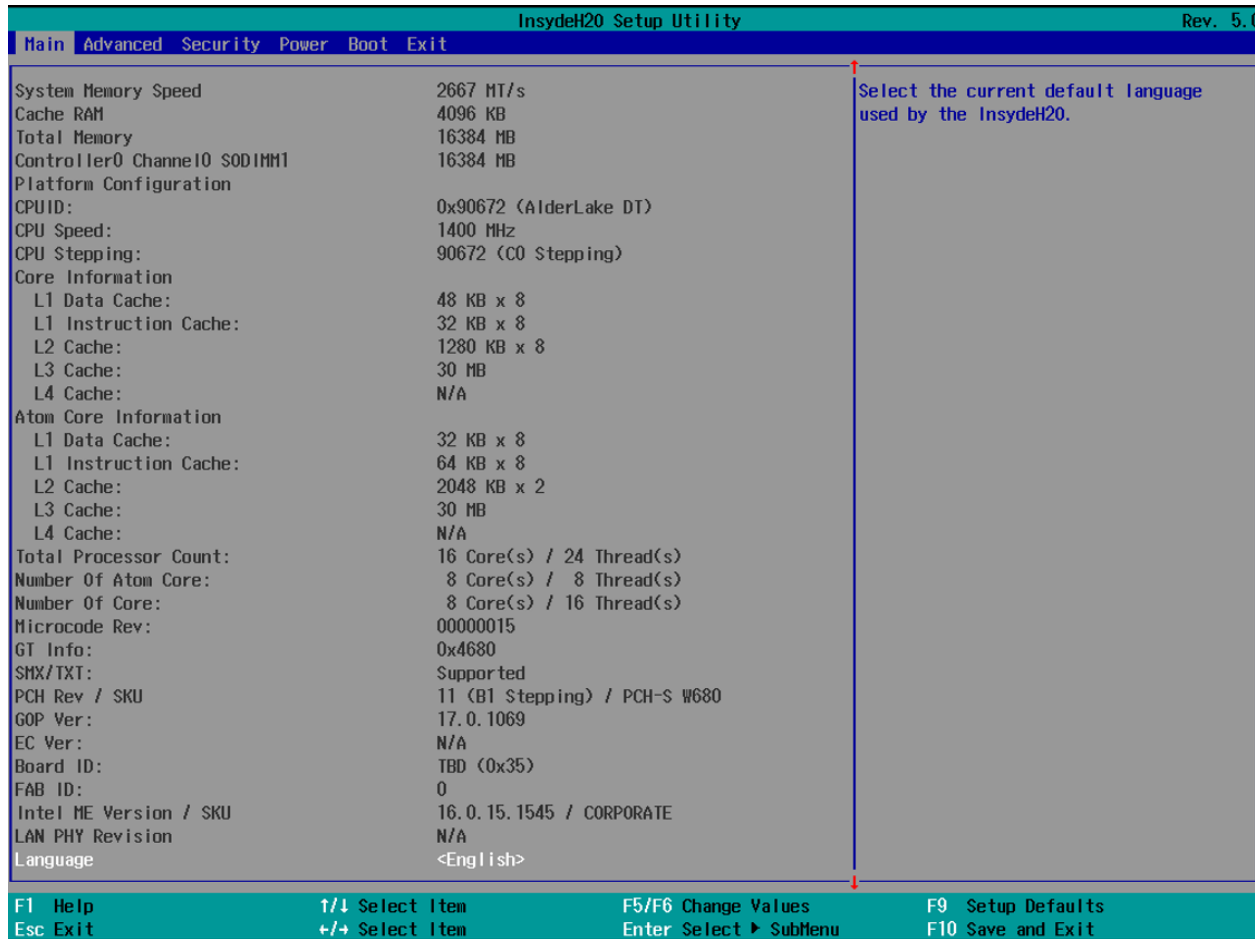 InsydeH20 Setup Utility Rev. 5.0
Main Advanced Security Power Boot Exit
System Memory Speed 2667 MT/s Select the current default language
Cache RAM 4096 KB used by the InsydeH20.
Total Memory 16384 MB
Controller0 Channel0 SODIMM1 16384 MB
Platform Configuration
CPUID: 0x90672 (AlderLake DT)
CPU Speed: 1400 MHz
CPU Stepping: 90672 (C0 Stepping)
Core Information
L1 Data Cache: 48 KB x 8
L1 Instruction Cache: 32 KB x 8
L2 Cache: 1280 KB x 8
L3 Cache: 30 MB
L4 Cache: N/A
Atom Core Information
L1 Data Cache: 32 KB x 8
L1 Instruction Cache: 64 KB x 8
L2 Cache: 2048 KB x 2
L3 Cache: 30 MB
L4 Cache: N/A
Total Processor Count: 16 Core(s) / 24 Thread(s)
Number Of Atom Core: 8 Core(s) / 8 Thread(s)
Number Of Core: 8 Core(s) / 16 Thread(s)
Microcode Rev: 00000015
GT Info: 0x4680
SMX/TXT: Supported
PCH Rev / SKU 11 (B1 Stepping) / PCH-S W680
GOP Ver: 17.0.1069
EC Ver: N/A
Board ID: TBD (0x35)
FAB ID: 0
Intel ME Version / SKU 16.0.15.1545 / CORPORATE
LAN PHY Revision N/A
Language <English>
F1 Help ↑/↓ Select Item F5/F6 Change Values F9 Setup Defaults
Esc Exit ←/→ Select Item Enter Select ▶ SubMenu F10 Save and Exit